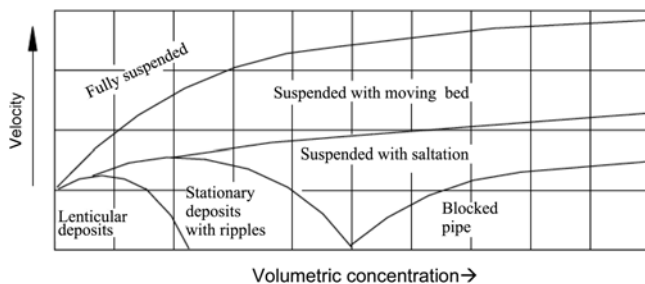 Velocity
Fully suspended
Suspended with moving bed
Suspended with saltation
Lenticular
deposits
Stationary
deposits
with ripples
Blocked
pipe
Volumetric concentration→